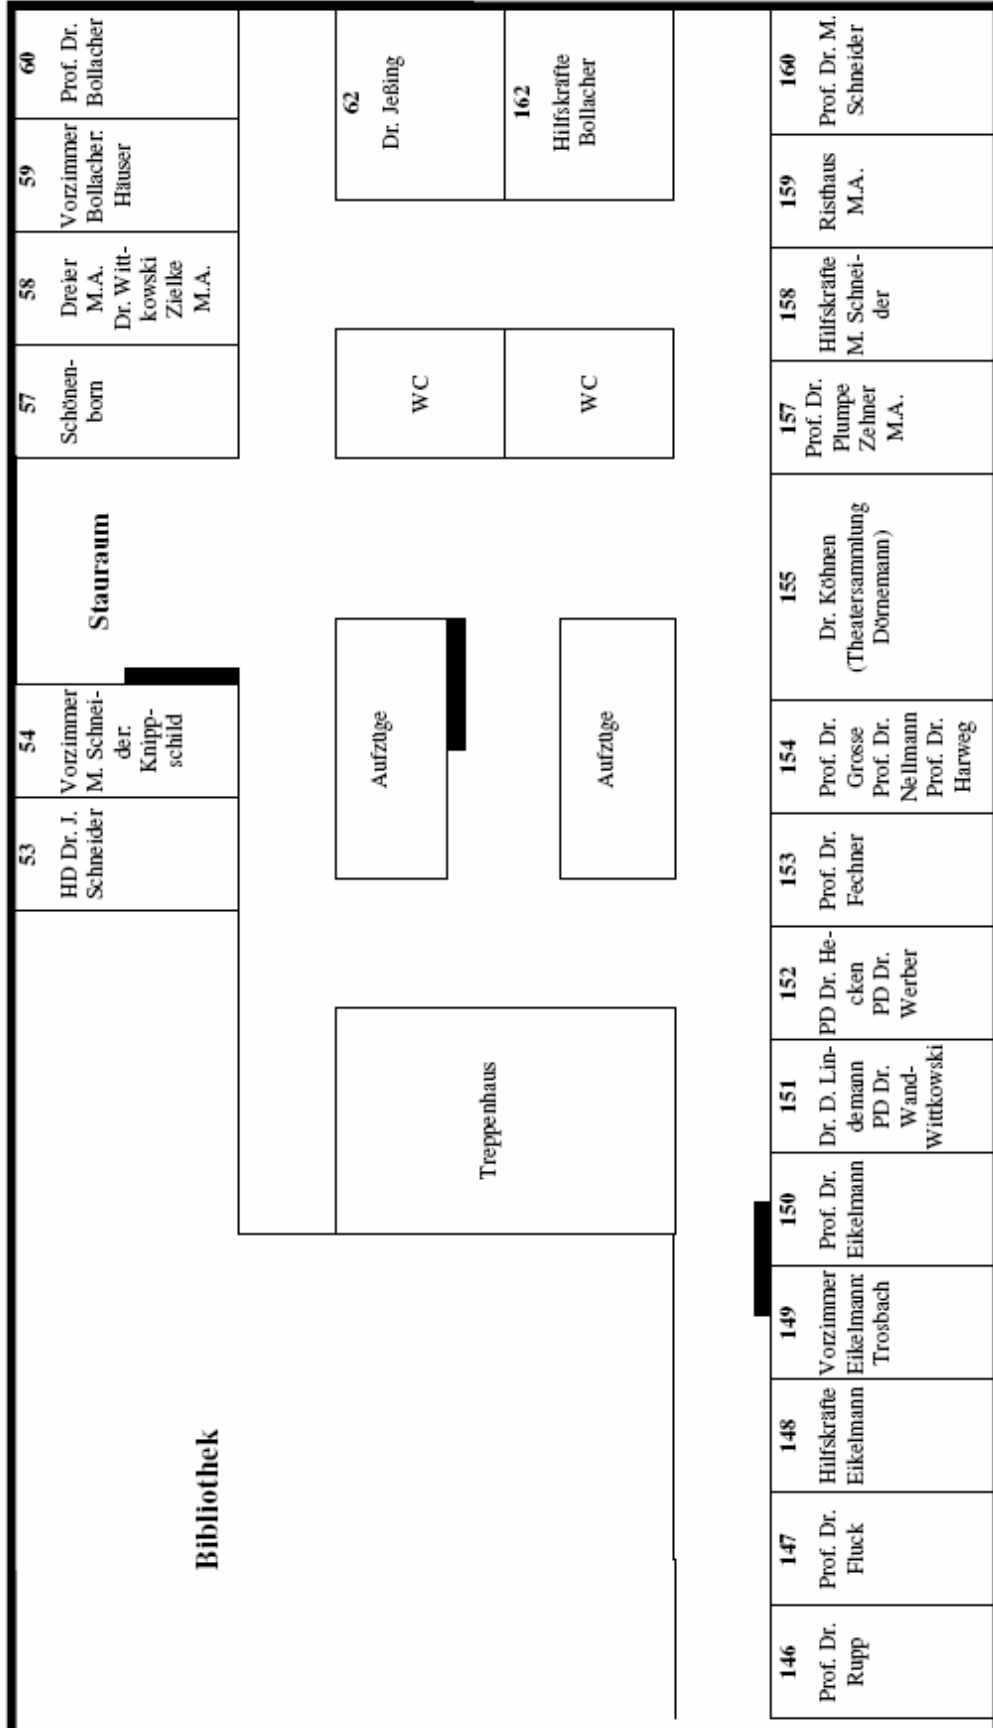 60
Prof. Dr.
Bollacher
59
Vorzimmer
Bollacher:
Häuser
58
Dreier
M.A.
Dr. Witt-
kowski
Zielke
M.A.
57
Schönen-
born
Stauraum
54
Vorzimmer
M. Schnei-
der:
Knipp-
schild
53
HD Dr. J.
Schneider
Bibliothek
62
Dr. Jeßing
162
Hilfskräfte
Bollacher
WC
WC
Aufzüge
Aufzüge
Treppenhaus
160
Prof. Dr. M.
Schneider
159
Risthaus
M.A.
158
Hilfskräfte
M. Schnei-
der
157
Prof. Dr.
Plumpe
Zehner
M.A.
155
Dr. Köhnen
(Theatersammlung
Dörnemann)
154
Prof. Dr.
Grosse
Prof. Dr.
Nellmann
Prof. Dr.
Harweg
153
Prof. Dr.
Fechner
152
PD Dr. He-
cken
PD Dr.
Werber
151
Dr. D. Lin-
demann
PD Dr.
Wand-
Wittkowski
150
Prof. Dr.
Eikelmann
149
Vorzimmer
Eikelmann:
Trosbach
148
Hilfskräfte
Eikelmann
147
Prof. Dr.
Fluck
146
Prof. Dr.
Rupp